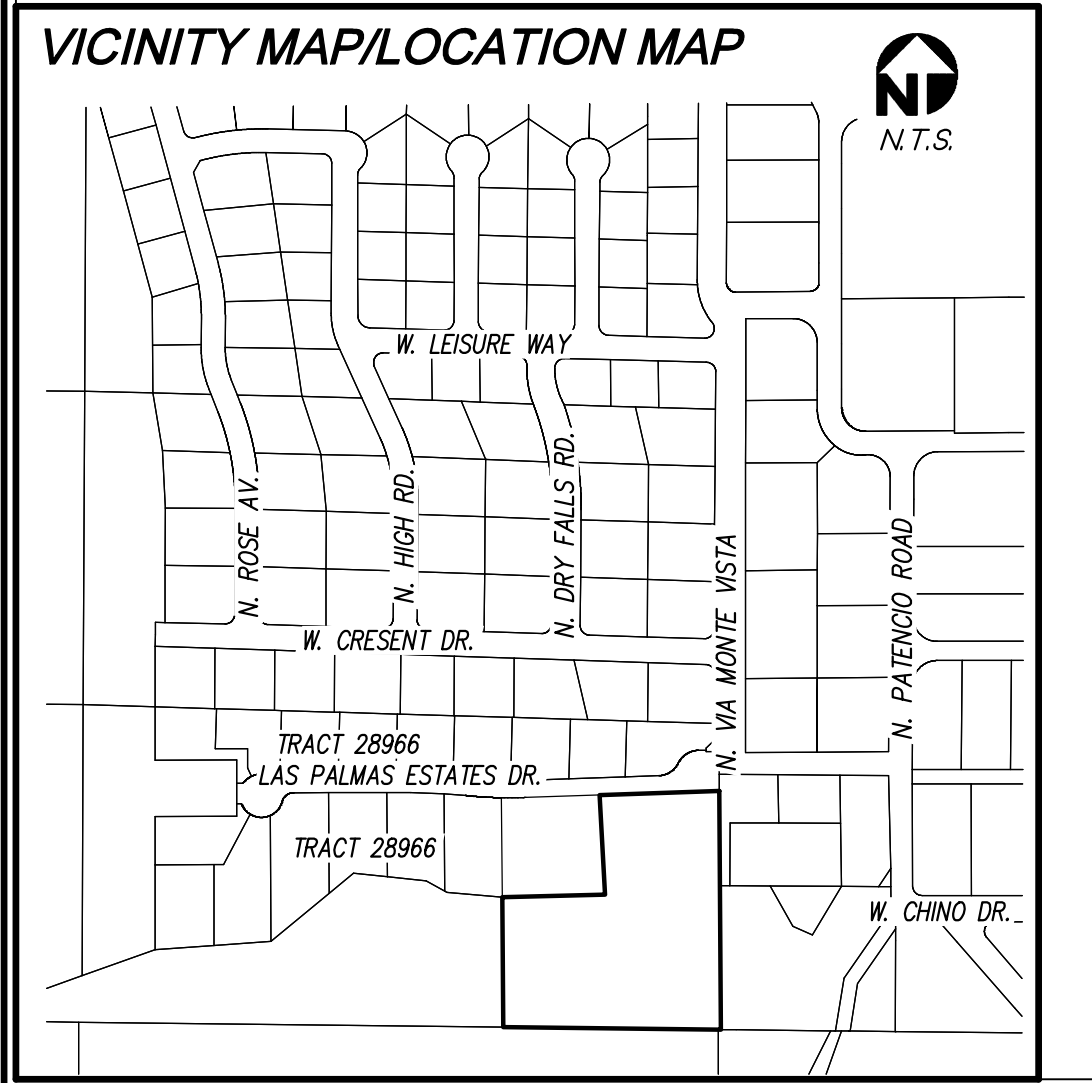 VICINITY MAP/LOCATION MAP
N
N.T.S.
W. LEISURE WAY
N. ROSE AV.
N. HIGH RD.
N. DRY FALLS RD.
N. VIA MONTE VISTA
N. PATENCIO ROAD
W. CRESENT DR.
TRACT 28966
LAS PALMAS ESTATES DR.
TRACT 28966
W. CHINO DR.